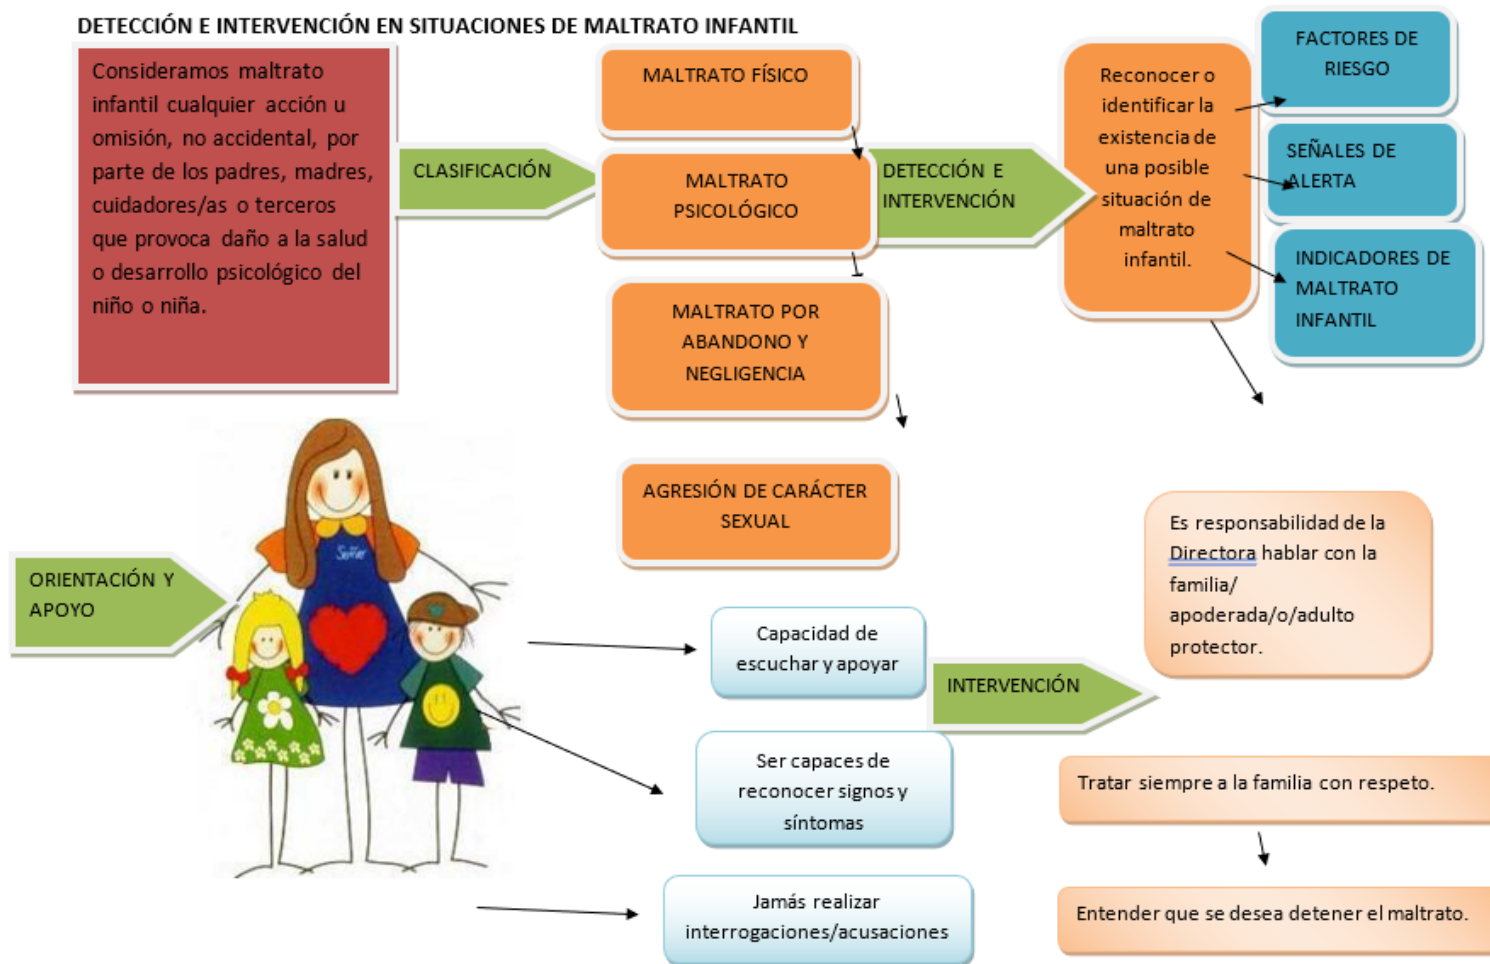 DETECCIÓN E INTERVENCIÓN EN SITUACIONES DE MALTRATO INFANTIL
Consideramos maltrato
infantil cualquier acción u
omisión, no accidental, por
parte de los padres, madres,
cuidadores/as o terceros
que provoca daño a la salud
o desarrollo psicológico del
niño o niña.
CLASIFICACIÓN
MALTRATO FÍSICO
MALTRATO
PSICOLÓGICO
MALTRATO POR
ABANDONO Y
NEGLIGENCIA
AGRESIÓN DE CARÁCTER
SEXUAL
DETECCIÓN E
INTERVENCIÓN
Reconocer o
identificar la
existencia de
una posible
situación de
maltrato
infantil.
FACTORES DE
RIESGO
SEÑALES DE
ALERTA
INDICADORES DE
MALTRATO
INFANTIL
ORIENTACIÓN Y
APOYO
Capacidad de
escuchar y apoyar
Ser capaces de
reconocer signos y
síntomas
Jamás realizar
interrogaciones/acusaciones
INTERVENCIÓN
Es responsabilidad de la
Directora hablar con la
familia/
apoderada/o/adulto
protector.
Tratar siempre a la familia con respeto.
Entender que se desea detener el maltrato.